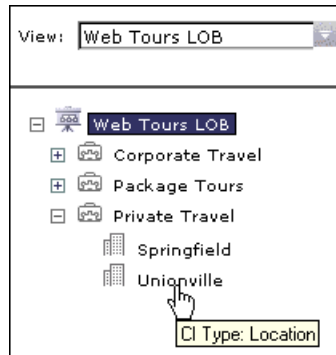 View: Web Tours LOB
Web Tours LOB
Corporate Travel
Package Tours
Private Travel
Springfield
Unionville
CI Type: Location